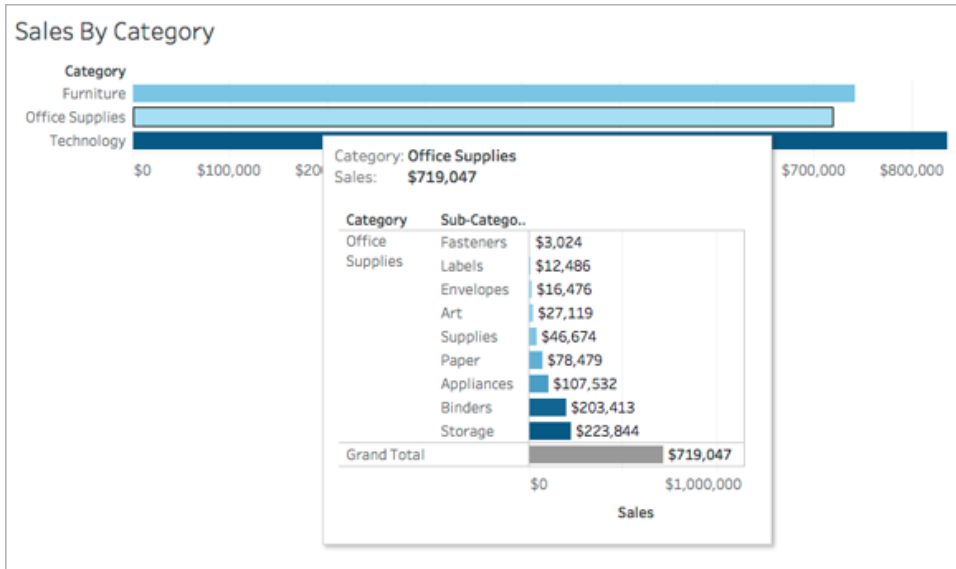 Sales By Category
Category
Furniture
Office Supplies
Technology
$0 $100,000 $20 $700,000 $800,000
Category: Office Supplies
Sales: $719,047
Category Sub-Catego..
Office Supplies
Fasteners $3,024
Labels $12,486
Envelopes $16,476
Art $27,119
Supplies $46,674
Paper $78,479
Appliances $107,532
Binders $203,413
Storage $223,844
Grand Total $719,047
$0 $1,000,000
Sales